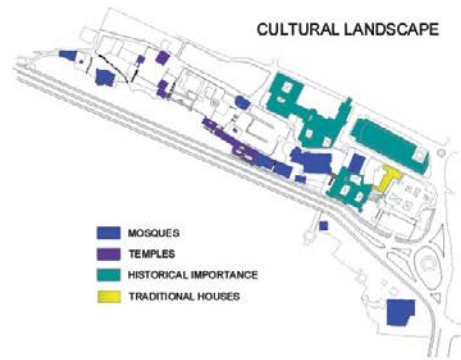 CULTURAL LANDSCAPE
MOSQUES
TEMPLES
HISTORICAL IMPORTANCE
TRADITIONAL HOUSES